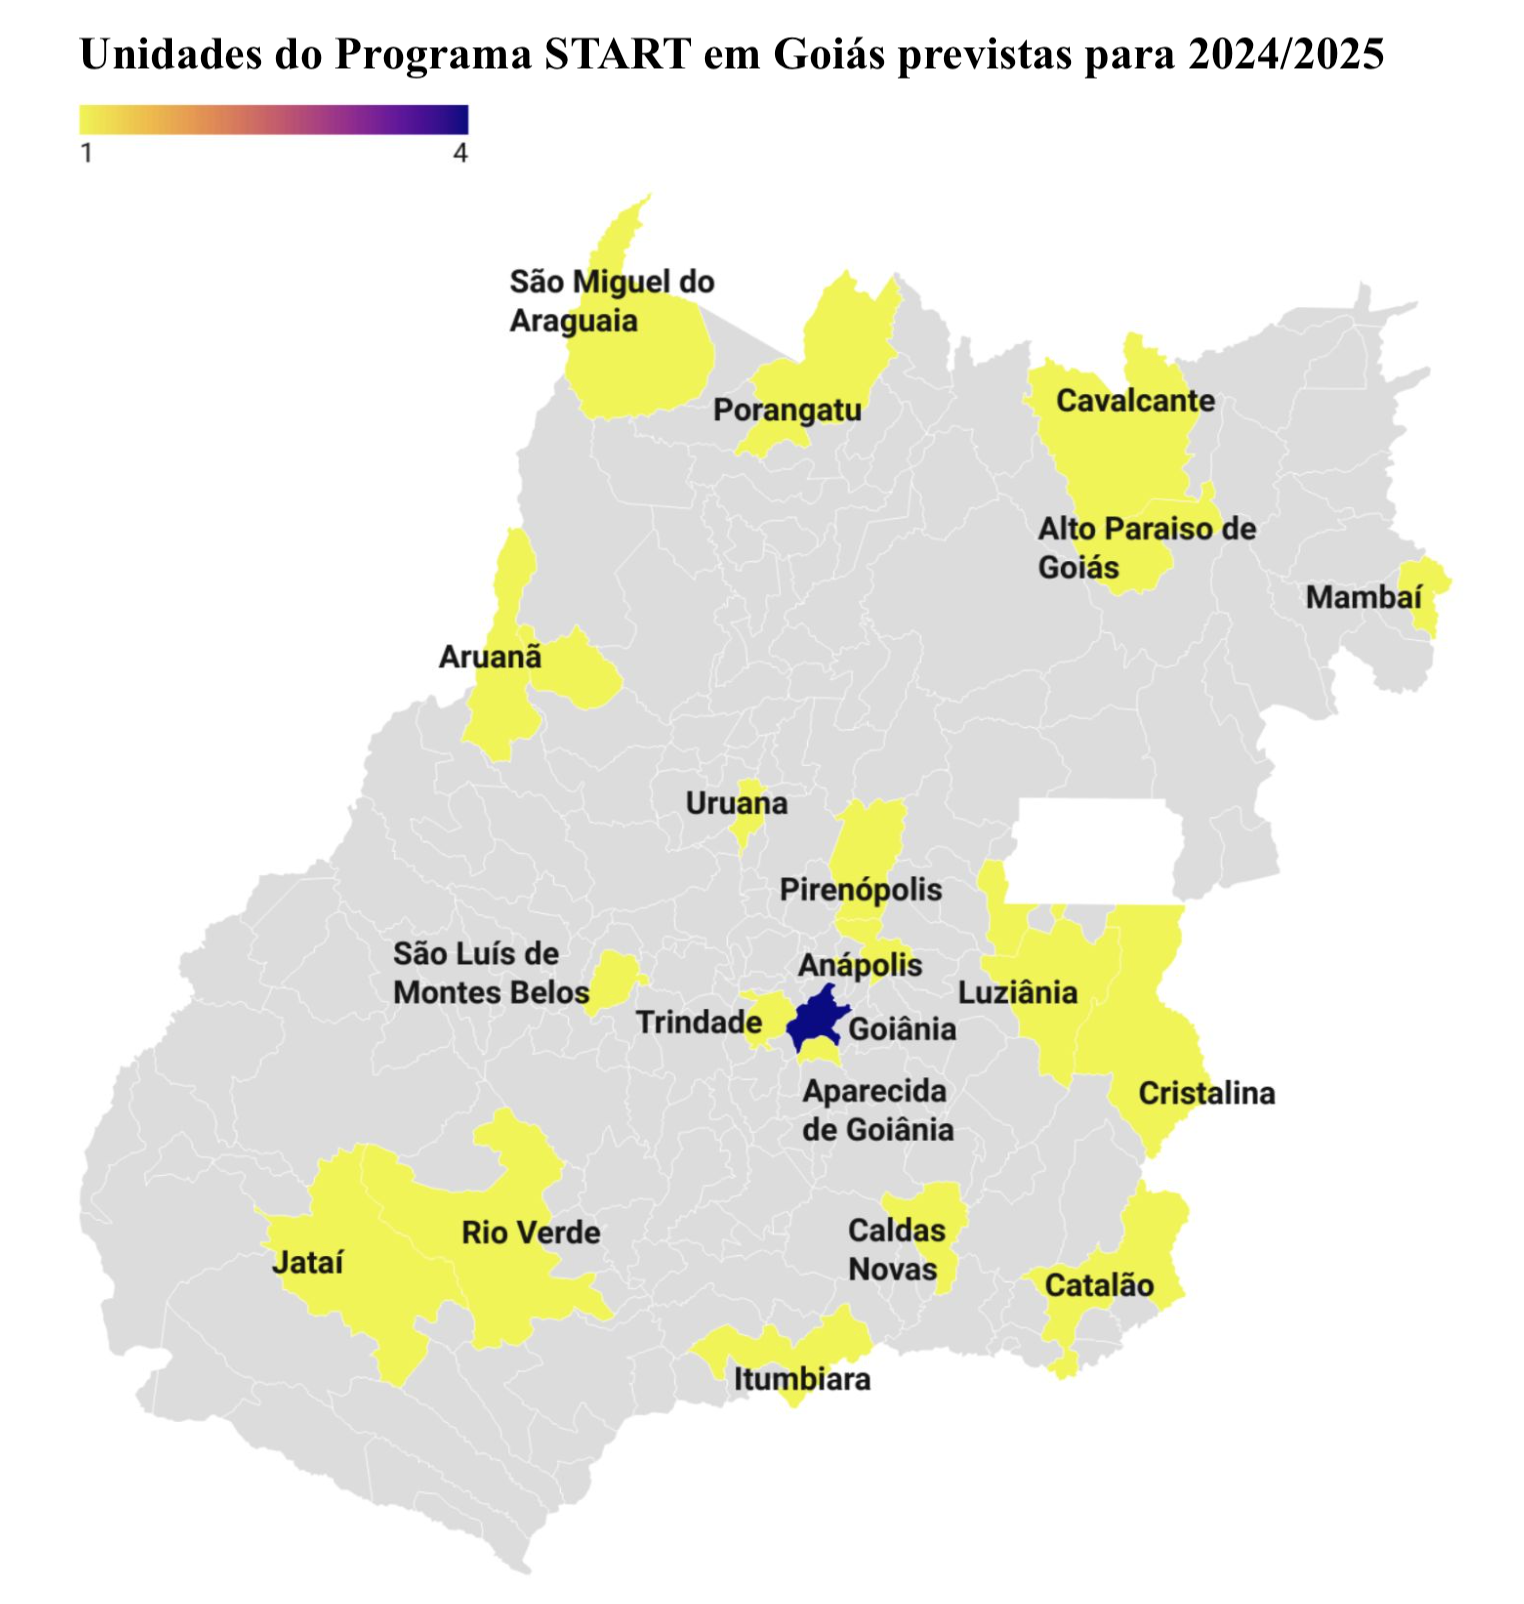 Unidades do Programa START em Goiás previstas para 2024/2025
1
4
São Miguel do
Araguaia
Porangatu
Cavalcante
Alto Paraiso de
Goiás
Mambaí
Aruanã
Uruana
Pirenópolis
São Luís de
Montes Belos
Anápolis
Luziânia
Trindade
Goiânia
Aparecida
de Goiânia
Cristalina
Rio Verde
Jataí
Caldas
Novas
Catalão
Itumbiara